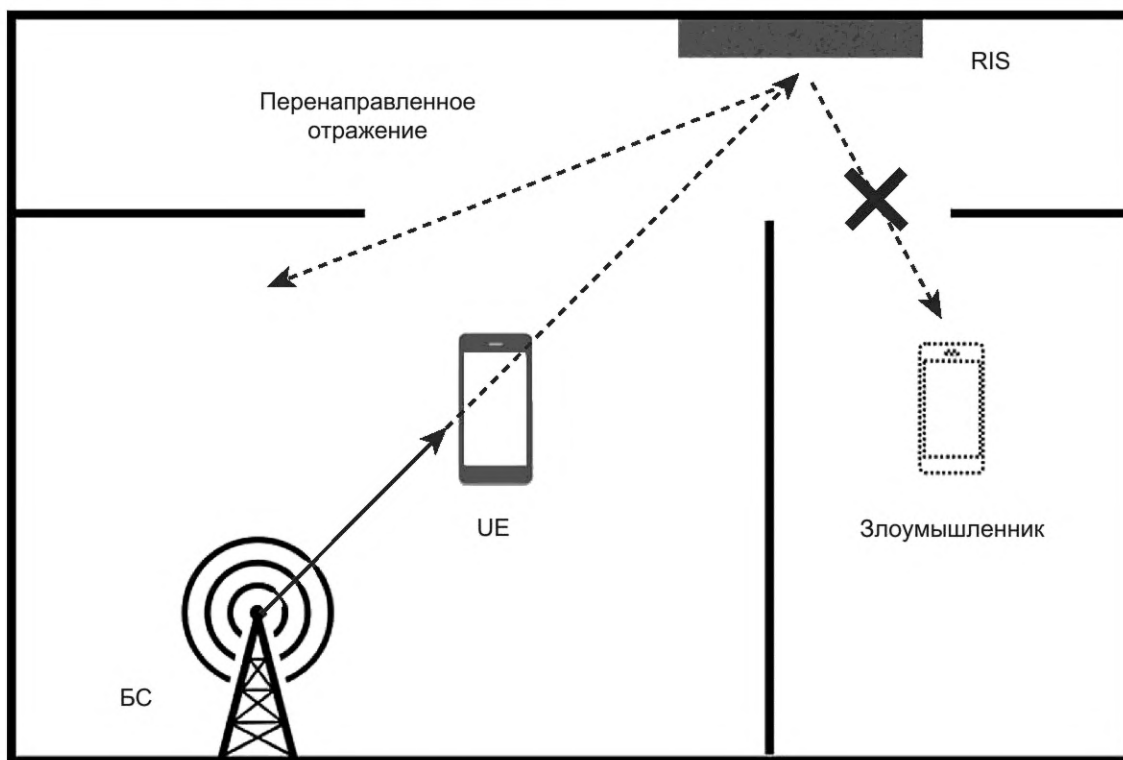 RIS
Перенаправленное
отражение
UE
Злоумышленник
БС